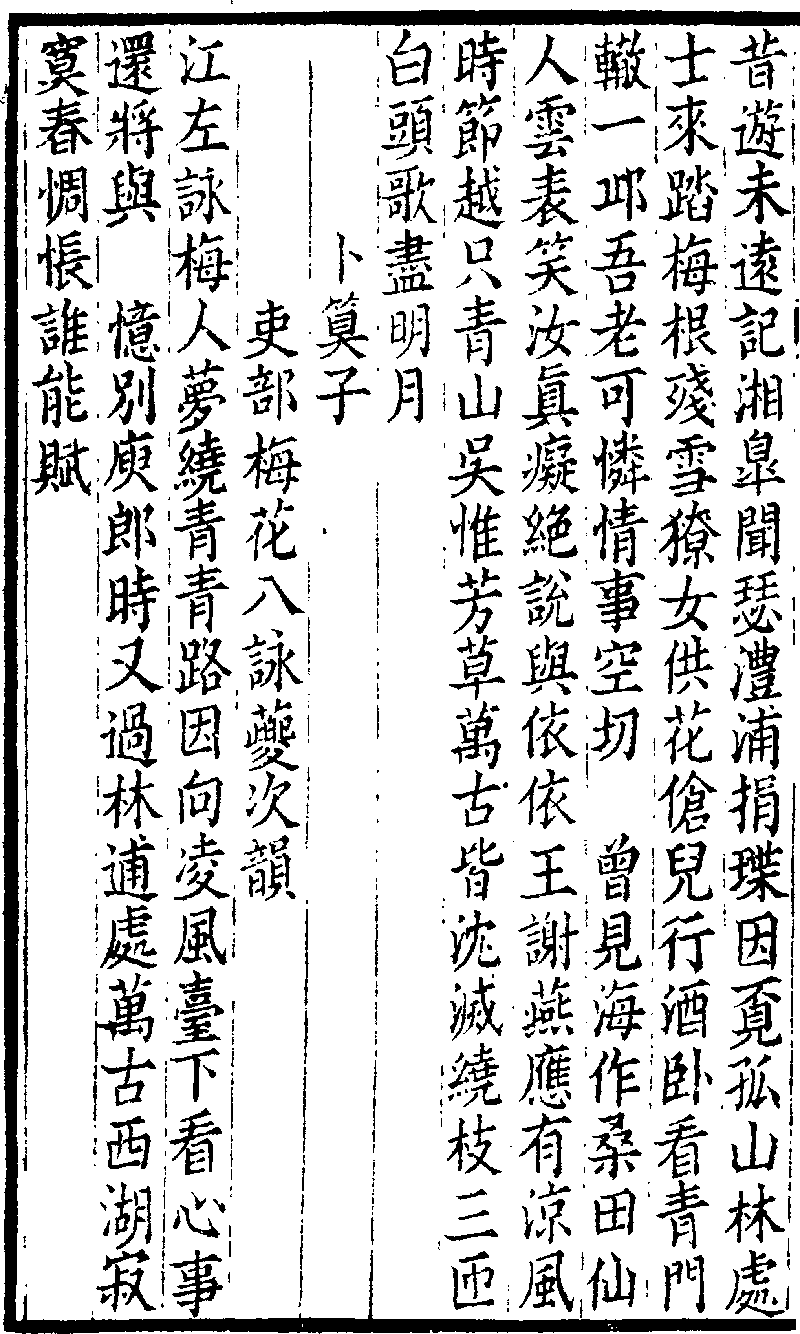 昔遊未遠記湘皐聞瑟澧浦捐㻡因覓孤山林處
士來踏梅根殘雪獠女供花傖兒行酒卧看青門
轍一邱吾老可憐情事空切　曾見海作桑田仙
人雲表笑汝眞癡絕說與依依王謝燕應有涼風
時節越只青山吳惟芳草萬古皆沈滅繞枝三匝
白頭歌盡明月
卜算子
吏部梅花八詠夔次韻
江左詠梅人夢繞青青路因向凌風臺下看心事
還將與　憶別庾郎時又過林逋處萬古西湖寂
寞春惆悵誰能賦